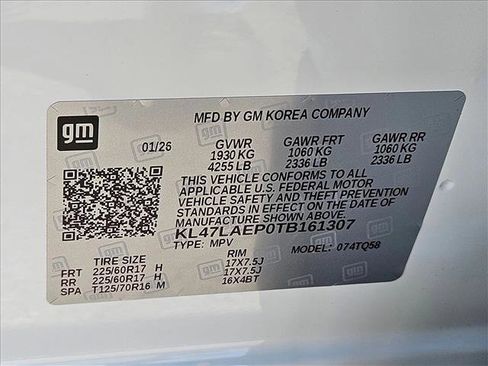 gm
MFD BY GM KOREA COMPANY
01/26 GVWR GAWR FRT GAWR RR
1930 KG 1060 KG 1060 KG
4255 LB 2336 LB 2336 LB
THIS VEHICLE CONFORMS TO ALL
APPLICABLE U.S. FEDERAL MOTOR
VEHICLE SAFETY AND THEFT PREVENTION
STANDARDS IN EFFECT ON THE DATE OF
MANUFACTURE SHOWN ABOVE.
KL47LAEP0TB161307
TYPE: MPV MODEL: 074TQ58
TIRE SIZE RIM
FRT 225/60R17 H 17X7.5J
RR 225/60R17 H 17X7.5J
SPA T125/70R16 M 16X4BT